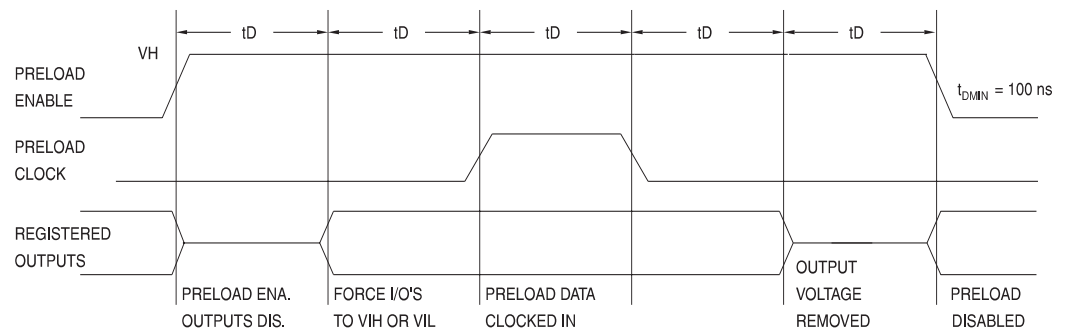 tD tD tD tD tD
VH
PRELOAD
ENABLE
tDMIN = 100 ns
PRELOAD
CLOCK
REGISTERED
OUTPUTS
PRELOAD ENA.
OUTPUTS DIS.
FORCE I/O'S
TO VIH OR VIL
PRELOAD DATA
CLOCKED IN
OUTPUT
VOLTAGE
REMOVED
PRELOAD
DISABLED